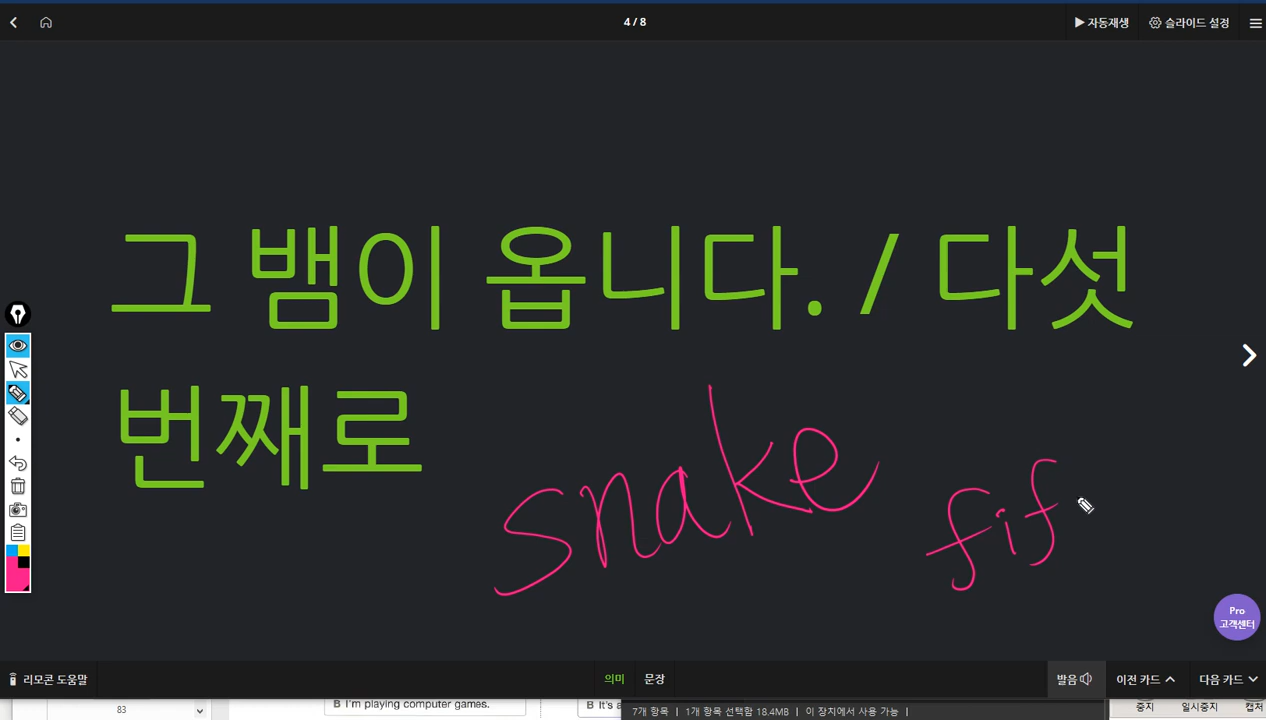 4 / 8
자동재생
슬라이드 설정
그 뱀이 옵니다. / 다섯
번째로
snake
fif
Pro
고객센터
리모콘 도움말
의미
문장
발음
이전 카드
다음 카드
83
B I'm playing computer games.
B It's a
7개 항목 | 1개 항목 선택함 18.4MB | 이 장치에서 사용 가능 |
중지
일시중지
캡처